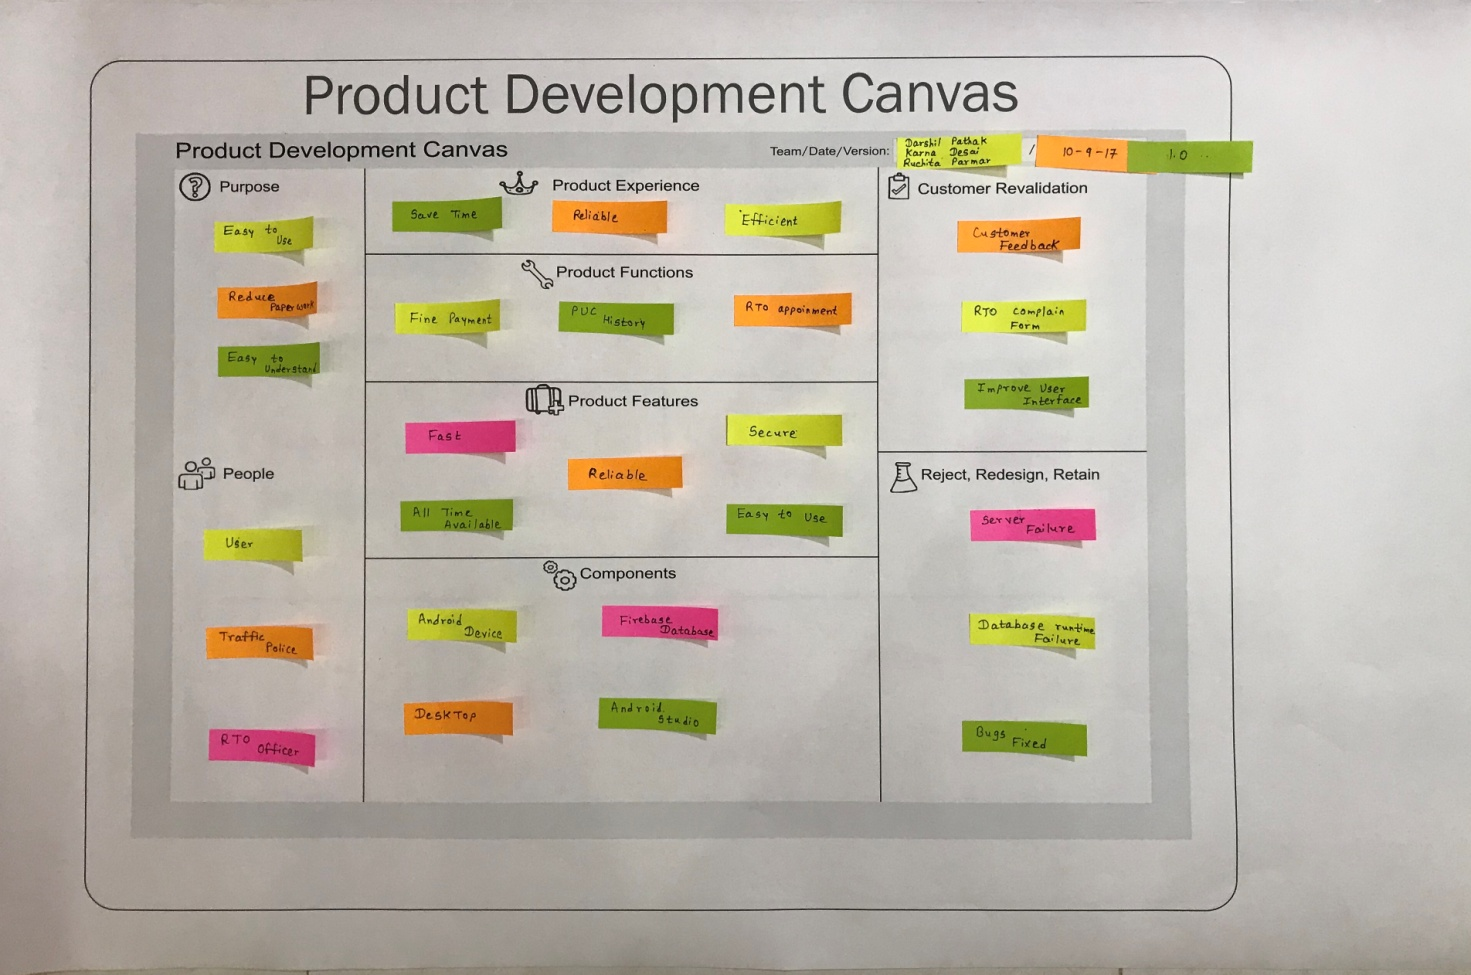 Product Development Canvas
Product Development Canvas
Team/Date/Version:
Darshil Pathak
Karna Desai
Ruchita Parmar
/
10-9-17
1.0
Purpose
Easy to
Use
Reduce
Paperwork
Easy to
Understand
People
User
Traffic
Police
RTO
Officer
Product Experience
Save Time
Reliable
Efficient
Product Functions
Fine Payment
PUC
History
RTO appoinment
Product Features
Fast
Secure
Reliable
All Time
Available
Easy to Use
Components
Android
Device
Firebase
Database
DeskTop
Android
Studio
Customer Revalidation
Customer
Feedback
RTO complain
Form
Improve User
Interface
Reject, Redesign, Retain
Server
Failure
Database runtime
Failure
Bugs
Fixed